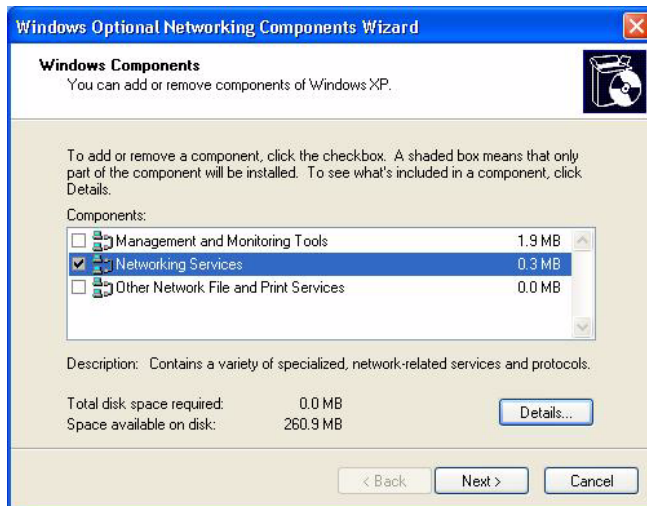 Windows Optional Networking Components Wizard
Windows Components
You can add or remove components of Windows XP.
To add or remove a component, click the checkbox. A shaded box means that only
part of the component will be installed. To see what's included in a component, click
Details.
Components:
Management and Monitoring Tools 1.9 MB
Networking Services 0.3 MB
Other Network File and Print Services 0.0 MB
Description: Contains a variety of specialized, network-related services and protocols.
Total disk space required: 0.0 MB
Space available on disk: 260.9 MB
Details...
< Back Next > Cancel